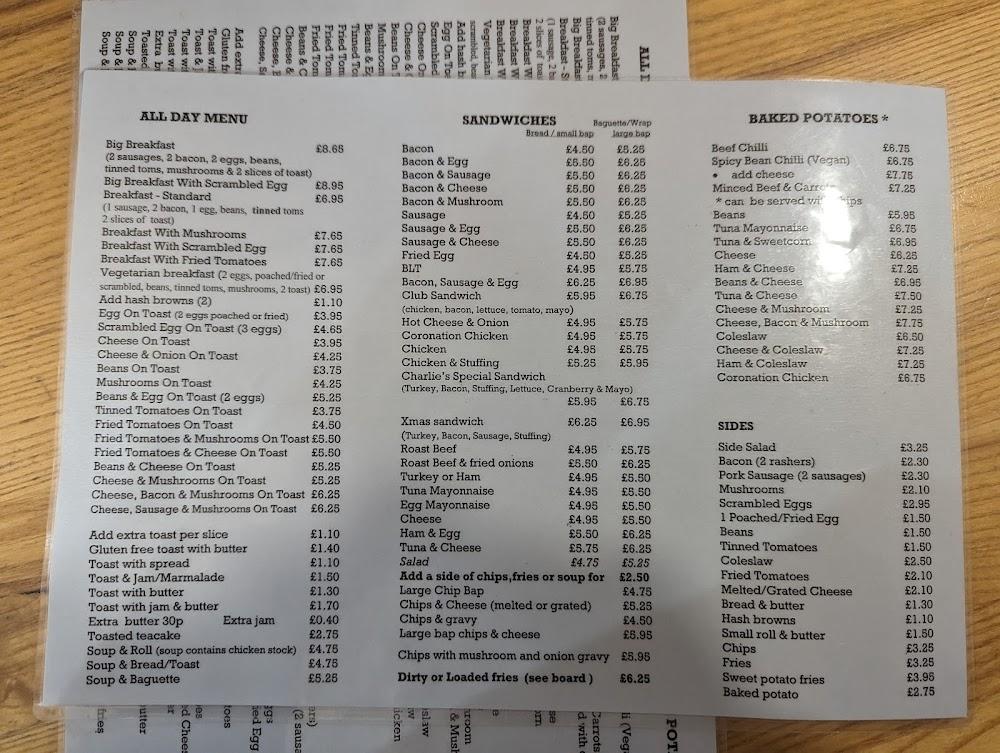 ALL DAY MENU
Big Breakfast £8.65
(2 sausages, 2 bacon, 2 eggs, beans,
tinned toms, mushrooms & 2 slices of toast)
Big Breakfast With Scrambled Egg £8.95
Breakfast - Standard £6.95
(1 sausage, 2 bacon, 1 egg, beans, tinned toms
2 slices of toast)
Breakfast With Mushrooms £7.65
Breakfast With Scrambled Egg £7.65
Breakfast With Fried Tomatoes £7.65
Vegetarian breakfast (2 eggs, poached/fried or
scrambled, beans, tinned toms, mushrooms, 2 toast) £6.95
Add hash browns (2) £1.10
Egg On Toast (2 eggs poached or fried) £3.95
Scrambled Egg On Toast (3 eggs) £4.65
Cheese On Toast £3.95
Cheese & Onion On Toast £4.25
Beans On Toast £3.75
Mushrooms On Toast £4.25
Beans & Egg On Toast (2 eggs) £5.25
Tinned Tomatoes On Toast £3.75
Fried Tomatoes On Toast £4.50
Fried Tomatoes & Mushrooms On Toast £5.50
Fried Tomatoes & Cheese On Toast £5.50
Beans & Cheese On Toast £5.25
Cheese & Mushrooms On Toast £5.25
Cheese, Bacon & Mushrooms On Toast £6.25
Cheese, Sausage & Mushrooms On Toast £6.25
Add extra toast per slice £1.10
Gluten free toast with butter £1.40
Toast with spread £1.10
Toast & Jam/Marmalade £1.50
Toast with butter £1.30
Toast with jam & butter £1.70
Extra butter 30p Extra jam £0.40
Toasted teacake £2.75
Soup & Roll (soup contains chicken stock) £4.75
Soup & Bread/Toast £4.75
Soup & Baguette £5.25
SANDWICHES Baguette/Wrap
Bread / small bap large bap
Bacon £4.50 £5.25
Bacon & Egg £5.50 £6.25
Bacon & Sausage £5.50 £6.25
Bacon & Cheese £5.50 £6.25
Bacon & Mushroom £5.50 £6.25
Sausage £4.50 £5.25
Sausage & Egg £5.50 £6.25
Sausage & Cheese £5.50 £6.25
Fried Egg £4.50 £5.25
BLT £4.95 £5.75
Bacon, Sausage & Egg £6.25 £6.95
Club Sandwich £5.95 £6.75
(chicken, bacon, lettuce, tomato, mayo)
Hot Cheese & Onion £4.95 £5.75
Coronation Chicken £4.95 £5.75
Chicken £4.95 £5.75
Chicken & Stuffing £5.25 £5.95
Charlie's Special Sandwich
(Turkey, Bacon, Stuffing, Lettuce, Cranberry & Mayo)
£5.95 £6.75
Xmas sandwich £6.25 £6.95
(Turkey, Bacon, Sausage, Stuffing)
Roast Beef £4.95 £5.75
Roast Beef & fried onions £5.50 £6.25
Turkey or Ham £4.95 £5.50
Tuna Mayonnaise £4.95 £5.50
Egg Mayonnaise £4.95 £5.50
Cheese £4.95 £5.50
Ham & Egg £5.50 £6.25
Tuna & Cheese £5.75 £6.25
Salad £4.75 £5.25
Add a side of chips,fries or soup for £2.50
Large Chip Bap £4.75
Chips & Cheese (melted or grated) £5.25
Chips & gravy £4.50
Large bap chips & cheese £5.95
Chips with mushroom and onion gravy £5.95
Dirty or Loaded fries (see board ) £6.25
BAKED POTATOES *
Beef Chilli £6.75
Spicy Bean Chilli (Vegan) £6.75
• add cheese £7.75
Minced Beef & Carrots £7.25
* can be served with chips
Beans £5.95
Tuna Mayonnaise £6.75
Tuna & Sweetcorn £6.95
Cheese £6.25
Ham & Cheese £7.25
Beans & Cheese £6.95
Tuna & Cheese £7.50
Cheese & Mushroom £7.25
Cheese, Bacon & Mushroom £7.75
Coleslaw £6.50
Cheese & Coleslaw £7.25
Ham & Coleslaw £7.25
Coronation Chicken £6.75
SIDES
Side Salad £3.25
Bacon (2 rashers) £2.30
Pork Sausage (2 sausages) £2.30
Mushrooms £2.10
Scrambled Eggs £2.95
1 Poached/Fried Egg £1.50
Beans £1.50
Tinned Tomatoes £1.50
Coleslaw £2.50
Fried Tomatoes £2.10
Melted/Grated Cheese £2.10
Bread & butter £1.30
Hash browns £1.10
Small roll & butter £1.50
Chips £3.25
Fries £3.25
Sweet potato fries £3.95
Baked potato £2.75